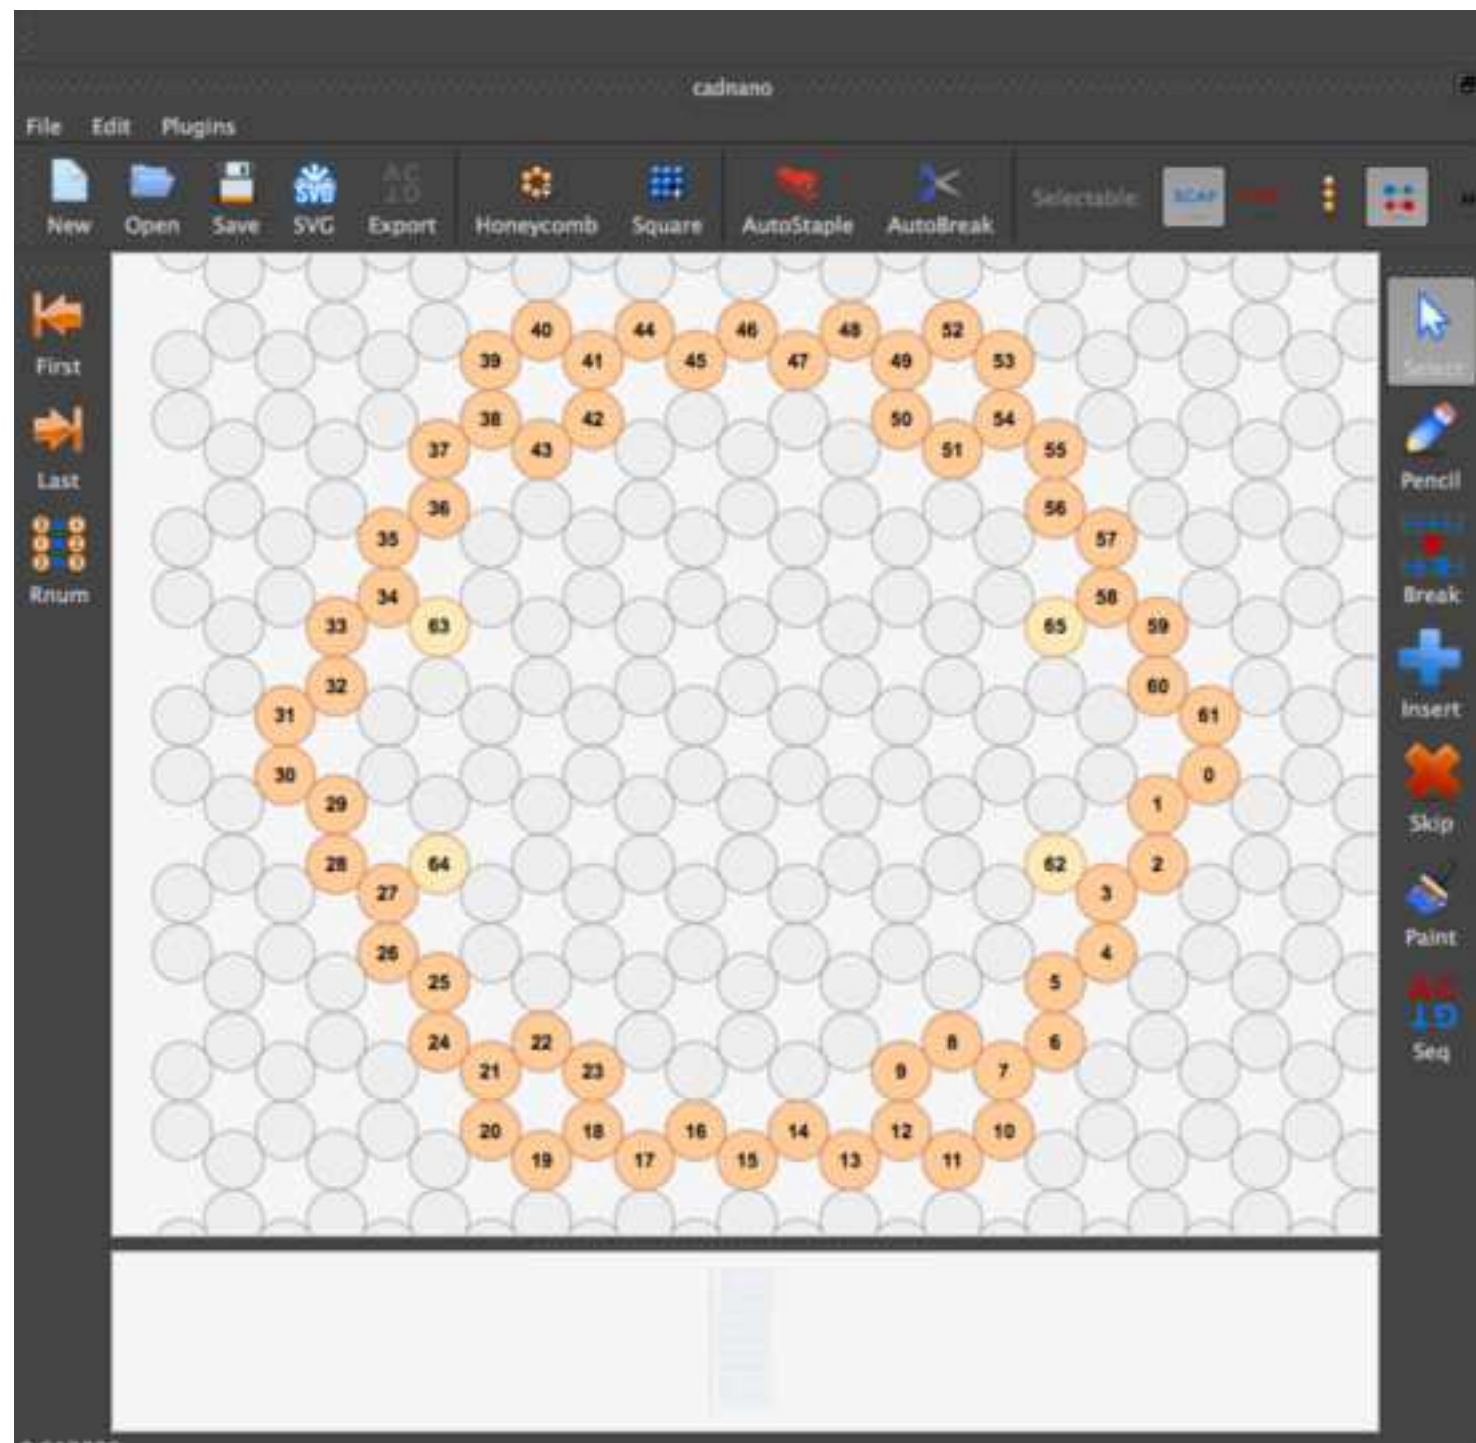 cadnano
File Edit Plugins
New Open Save SVG Export Honeycomb Square AutoStaple AutoBreak Selectable:
First
Last
Rnum
Select
Pencil
Break
Insert
Skip
Paint
Seq
40 44 46 48 52
39 41 45 47 49 53
38 42 50 54
37 43 51 55
36 56
35 57
34 58
33 63 65 59
32 60
31 61
30 0
29 1
28 64 62 2
27 3
26 4
25 5
24 22 8 6
21 23 9 7
20 18 16 14 12 10
19 17 15 13 11